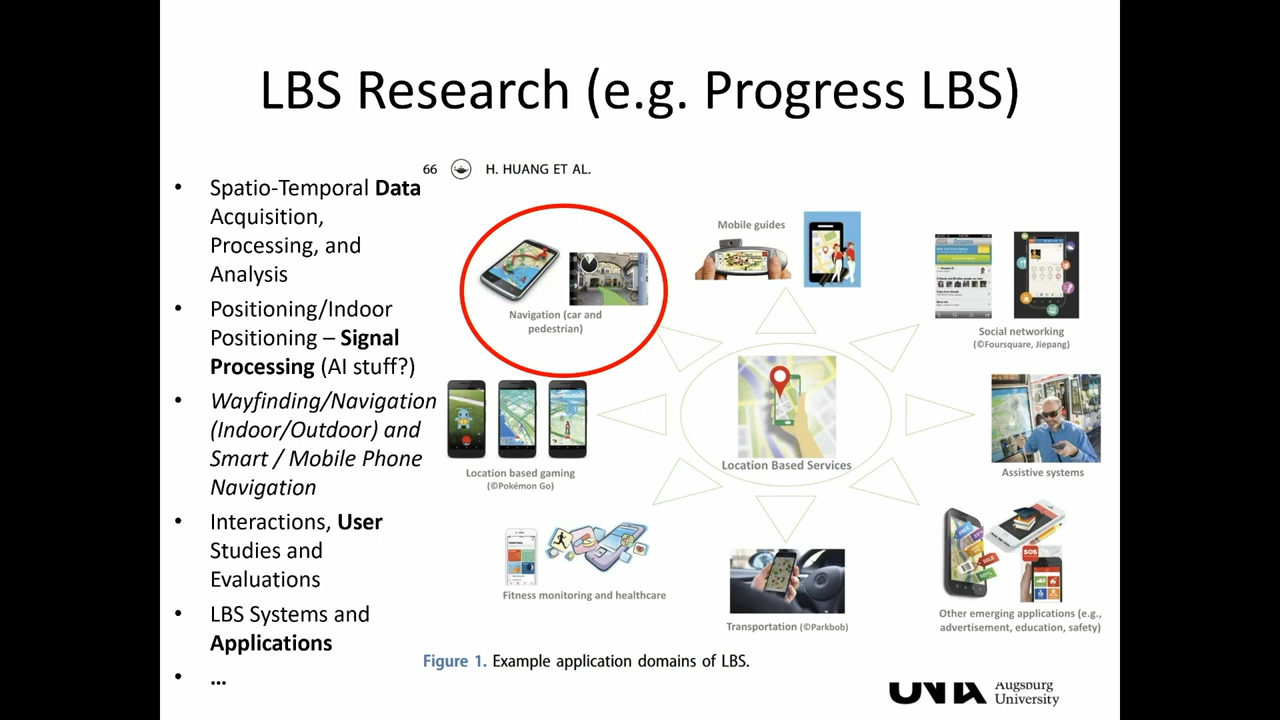 LBS Research (e.g. Progress LBS)
• Spatio-Temporal Data
Acquisition,
Processing, and
Analysis
• Positioning/Indoor
Positioning – Signal
Processing (AI stuff?)
• Wayfinding/Navigation
(Indoor/Outdoor) and
Smart / Mobile Phone
Navigation
• Interactions, User
Studies and
Evaluations
• LBS Systems and
Applications
• ...
66 H. HUANG ET AL.
Navigation (car and
pedestrian)
Mobile guides
Social networking
(©Foursquare, Jiepang)
Location based gaming
(©Pokémon Go)
Location Based Services
Assistive systems
Fitness monitoring and healthcare
Transportation (©Parkbob)
SALE
50%
SOS
Other emerging applications (e.g.,
advertisement, education, safety)
Figure 1. Example application domains of LBS.
UNIA
Augsburg
University